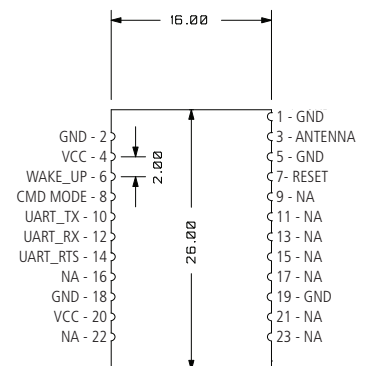 16.00
1 - GND
GND - 2
3 - ANTENNA
VCC - 4
5 - GND
WAKE_UP - 6
7- RESET
CMD MODE - 8
9 - NA
UART_TX - 10
11 - NA
UART_RX - 12
13 - NA
UART_RTS - 14
15 - NA
NA - 16
17 - NA
GND - 18
19 - GND
VCC - 20
21 - NA
NA - 22
23 - NA
2.00
26.00